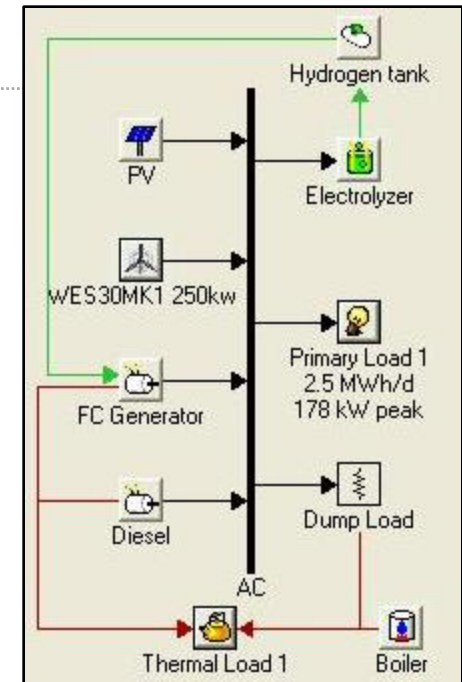 Hydrogen tank
PV
Electrolyzer
WES30MK1 250kw
Primary Load 1
2.5 MWh/d
178 kW peak
FC Generator
Diesel
Dump Load
AC
Thermal Load 1
Boiler